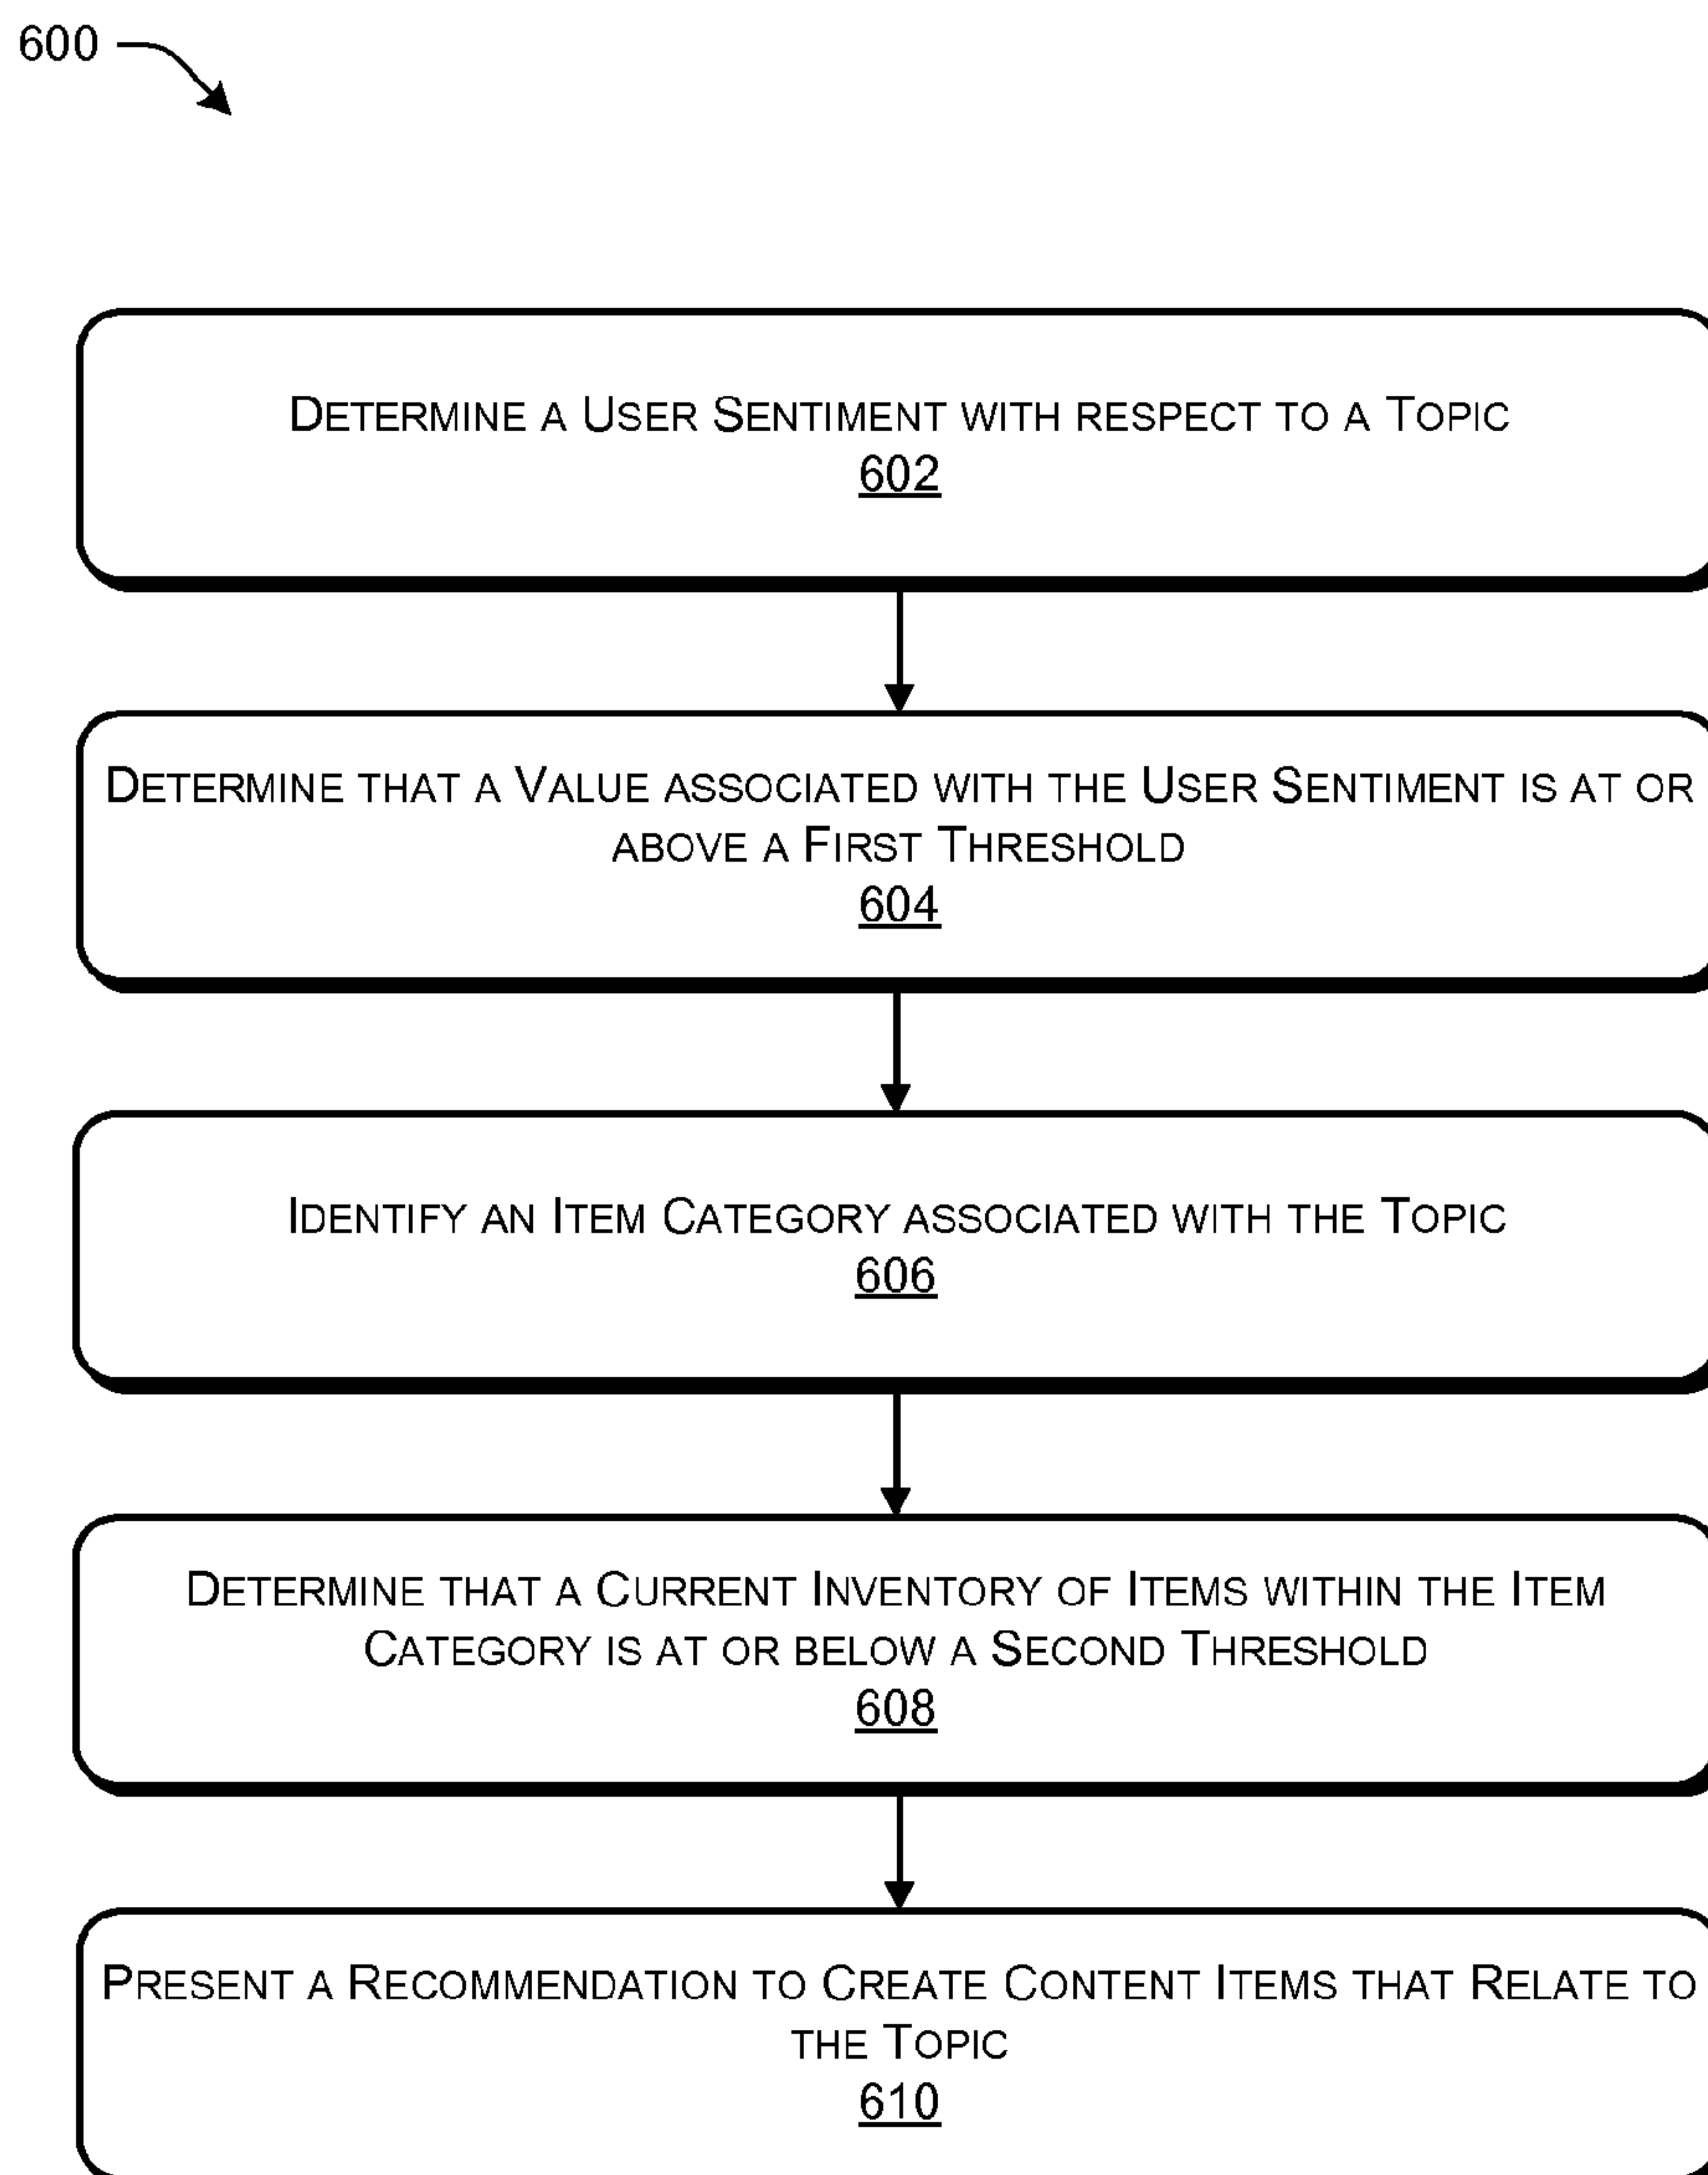 600
Determine a User Sentiment with respect to a Topic
602
Determine that a Value associated with the User Sentiment is at or
above a First Threshold
604
Identify an Item Category associated with the Topic
606
Determine that a Current Inventory of Items within the Item
Category is at or below a Second Threshold
608
Present a Recommendation to Create Content Items that Relate to
the Topic
610